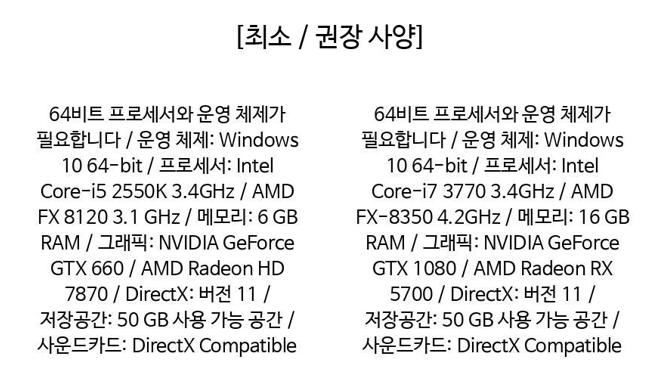 [최소 / 권장 사양]
64비트 프로세서와 운영 체제가
필요합니다 / 운영 체제: Windows
10 64-bit / 프로세서: Intel
Core-i5 2550K 3.4GHz / AMD
FX 8120 3.1 GHz / 메모리: 6 GB
RAM / 그래픽: NVIDIA GeForce
GTX 660 / AMD Radeon HD
7870 / DirectX: 버전 11 /
저장공간: 50 GB 사용 가능 공간 /
사운드카드: DirectX Compatible
64비트 프로세서와 운영 체제가
필요합니다 / 운영 체제: Windows
10 64-bit / 프로세서: Intel
Core-i7 3770 3.4GHz / AMD
FX-8350 4.2GHz / 메모리: 16 GB
RAM / 그래픽: NVIDIA GeForce
GTX 1080 / AMD Radeon RX
5700 / DirectX: 버전 11 /
저장공간: 50 GB 사용 가능 공간 /
사운드카드: DirectX Compatible